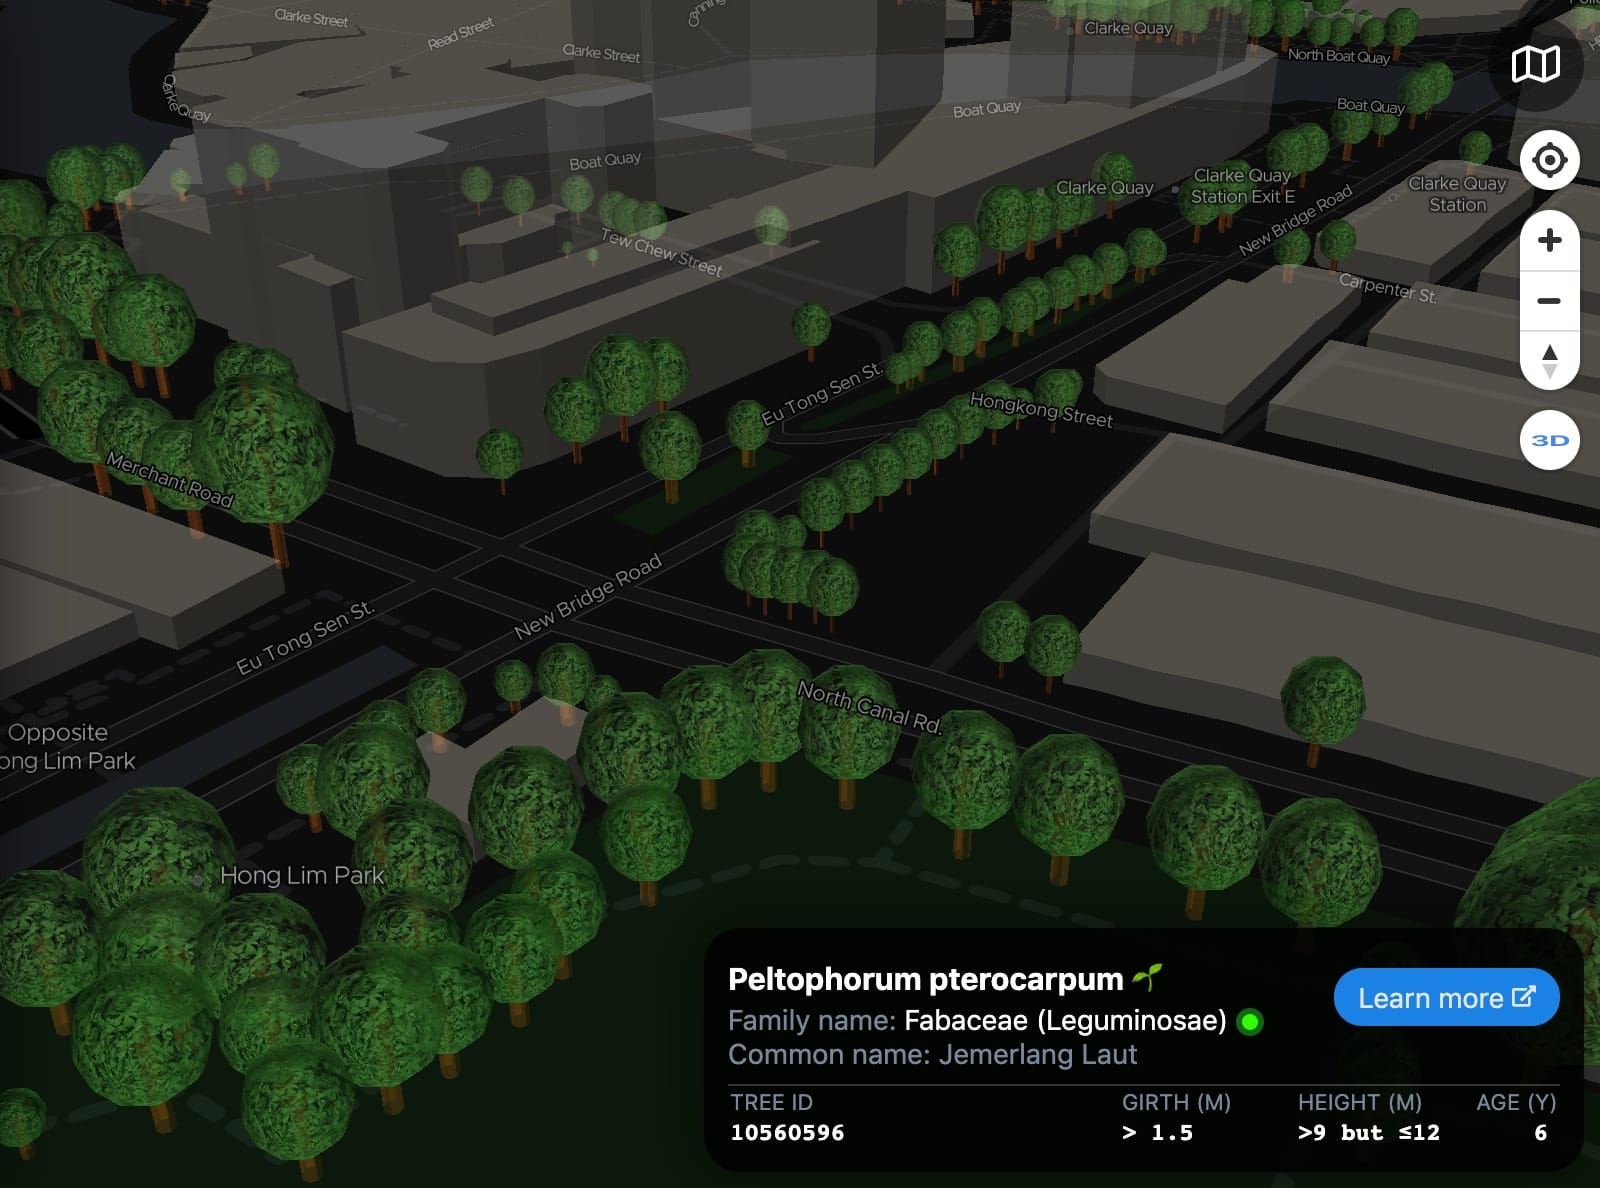 Clarke Street
Read Street
Clarke Street
Clarke Quay
North Boat Quay
Clarke Quay
Boat Quay
Boat Quay
Boat Quay
Clarke Quay
Clarke Quay
Station Exit E
Clarke Quay
Station
New Bridge Road
Tew Chew Street
Carpenter St.
Eu Tong Sen St.
Hongkong Street
Merchant Road
New Bridge Road
Eu Tong Sen St.
North Canal Rd.
Opposite
ong Lim Park
Hong Lim Park
3D
Peltophorum pterocarpum
Learn more
Family name: Fabaceae (Leguminosae)
Common name: Jemerlang Laut
TREE ID GIRTH (M) HEIGHT (M) AGE (Y)
10560596 > 1.5 >9 but ≤12 6